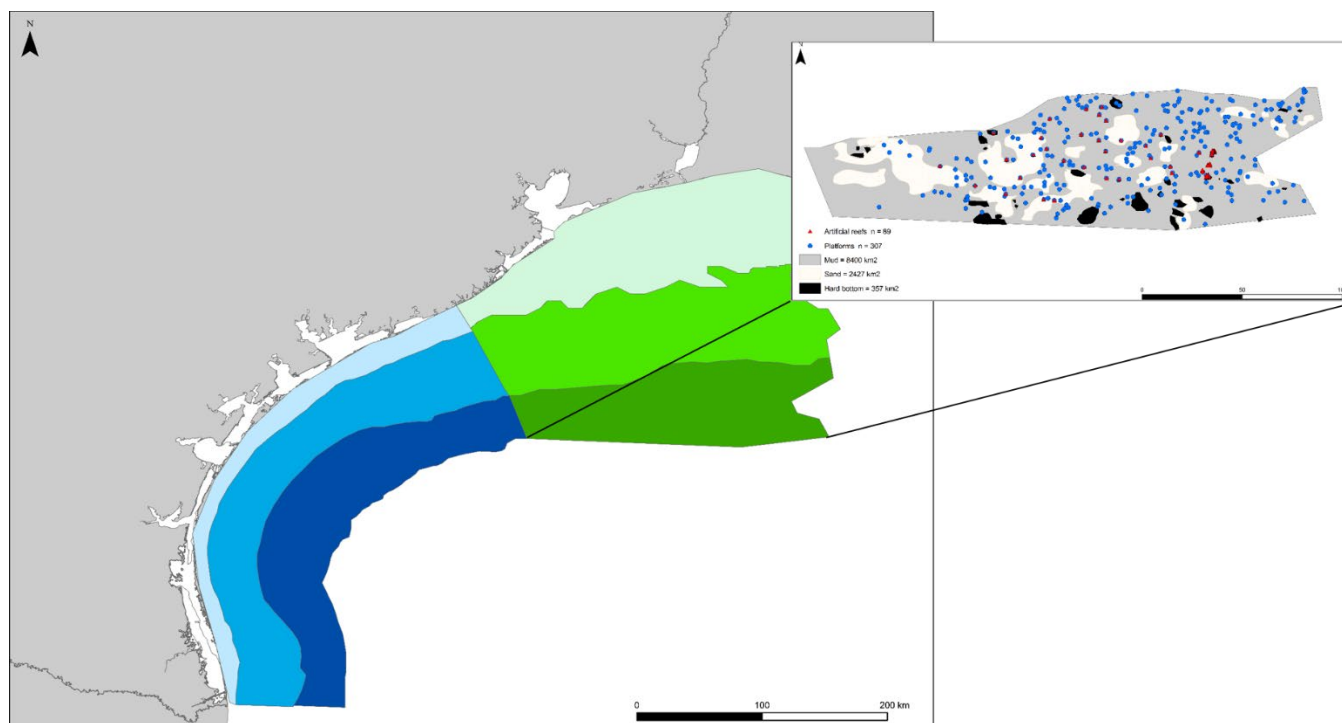 N
N
Artificial reefs n = 89
Platforms n = 307
Mud = 8400 km2
Sand = 2427 km2
Hard bottom = 357 km2
0 50
0 100 200 km